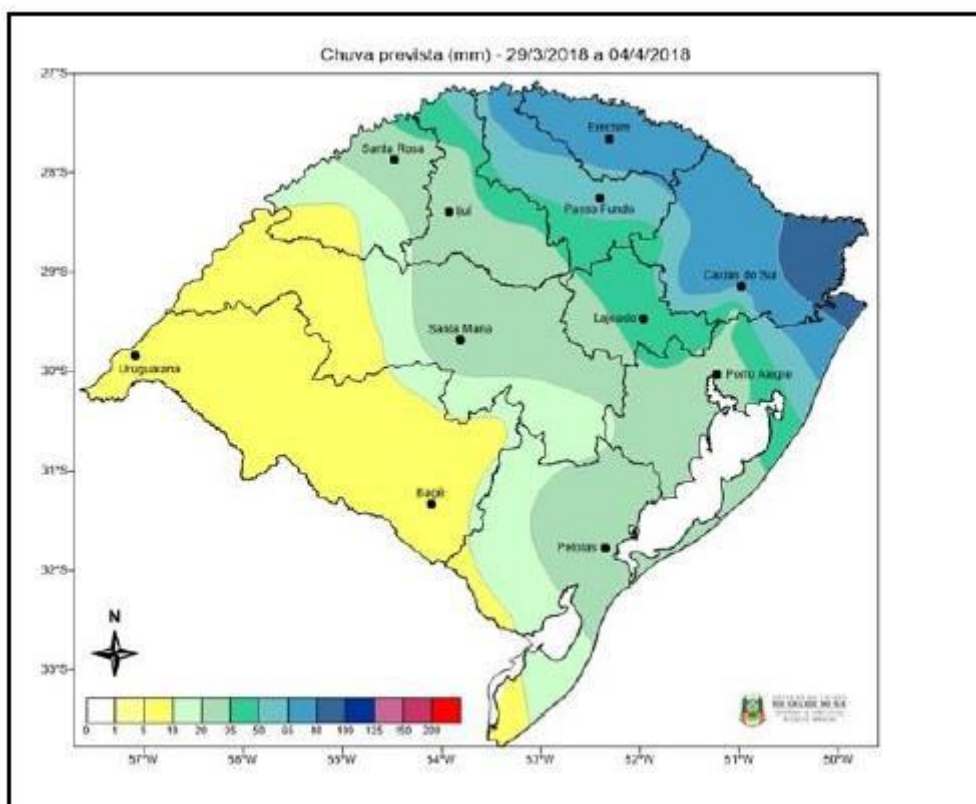 Chuva prevista (mm) - 29/3/2018 a 04/4/2018
27°S
Erechim
Santa Rosa
28°S
Passo Fundo
Ijuí
29°S
Caxias do Sul
Lajeado
Santa Maria
Uruguaiana
30°S
Porto Alegre
31°S
Bagé
Pelotas
32°S
N
33°S
0 1 5 10 20 35 50 65 80 100 125 150 200
57°W 56°W 55°W 54°W 53°W 52°W 51°W 50°W